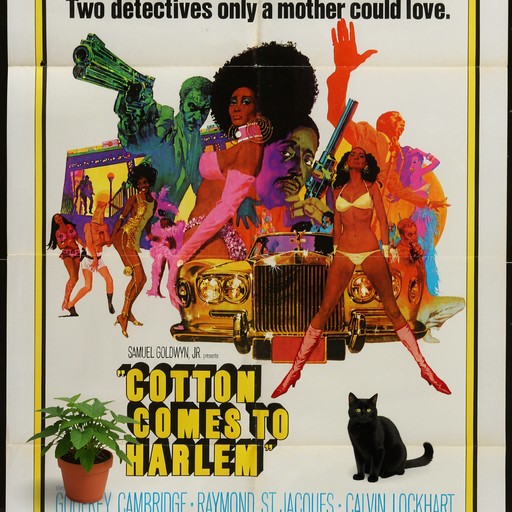 Two detectives only a mother could love.
SAMUEL GOLDWYN, JR. presents
"COTTON
COMES TO
HARLEM"
GODFREY CAMBRIDGE • RAYMOND ST. JACQUES • CALVIN LOCKHART